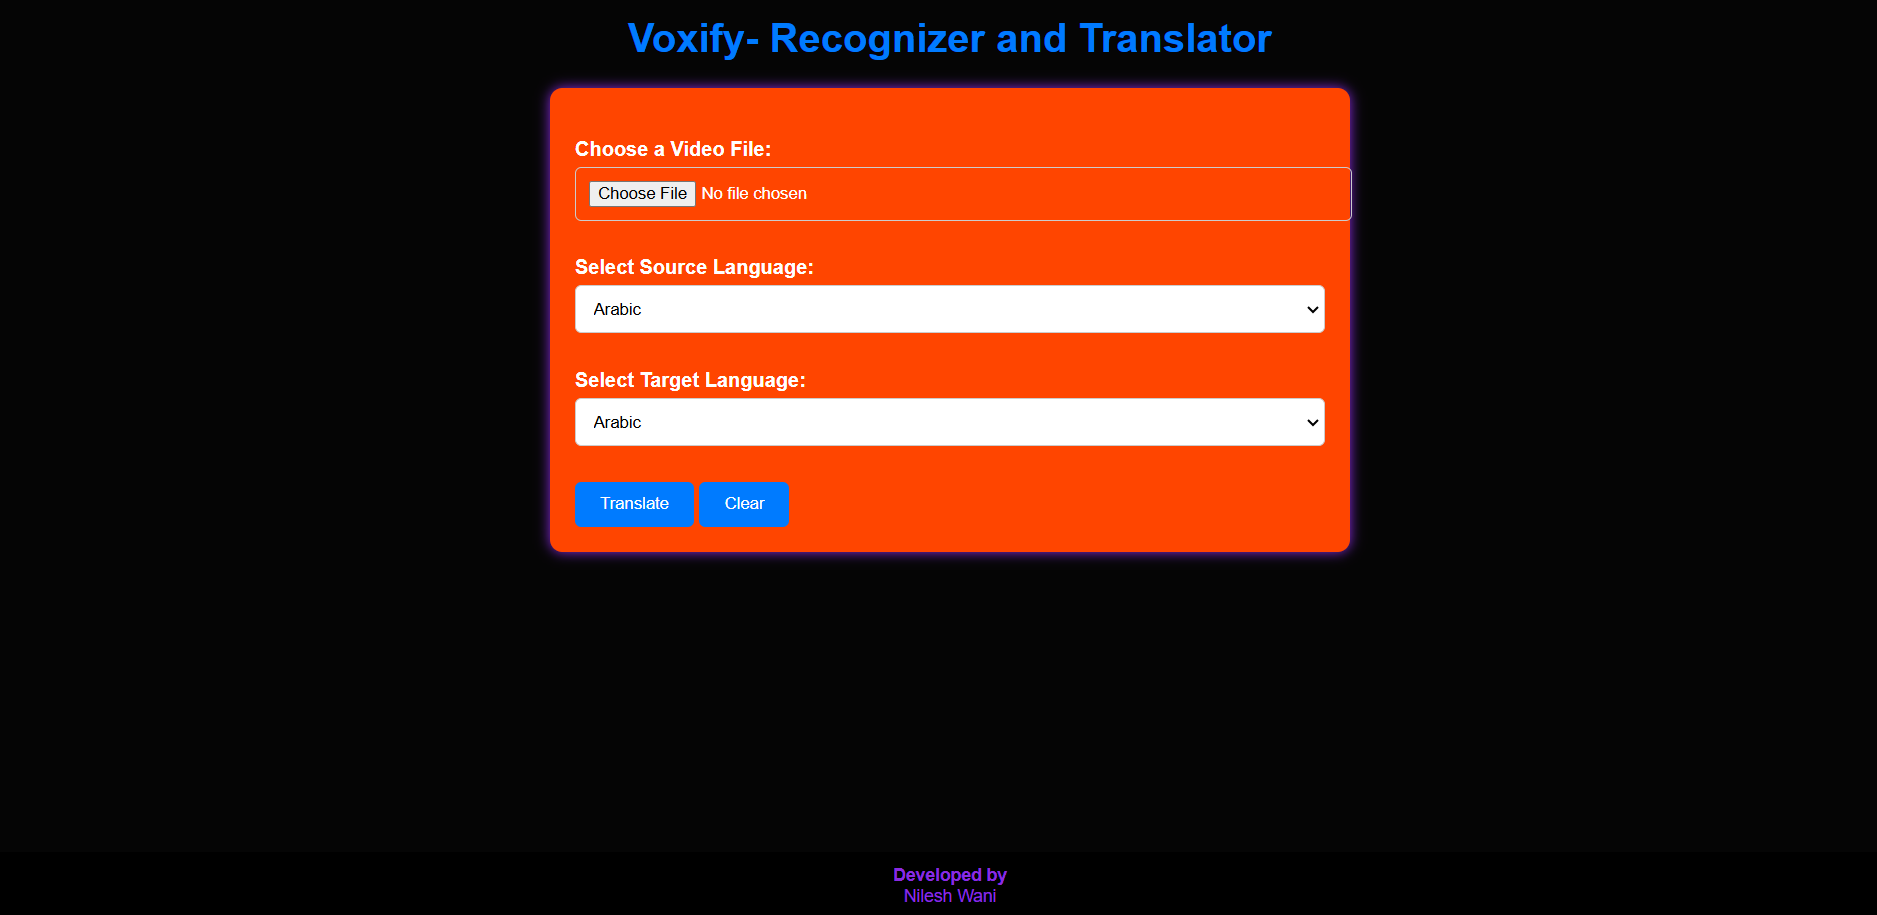 Voxify- Recognizer and Translator
Choose a Video File:
Choose File No file chosen
Select Source Language:
Arabic
Select Target Language:
Arabic
Translate Clear
Developed by
Nilesh Wani